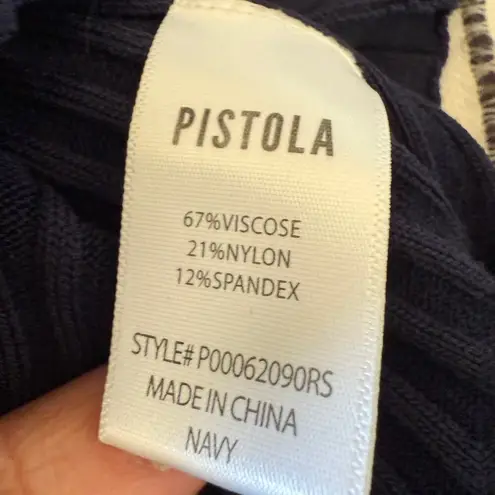 PISTOLA
67%VISCOSE
21%NYLON
12%SPANDEX
STYLE# P00062090RS
MADE IN CHINA
NAVY